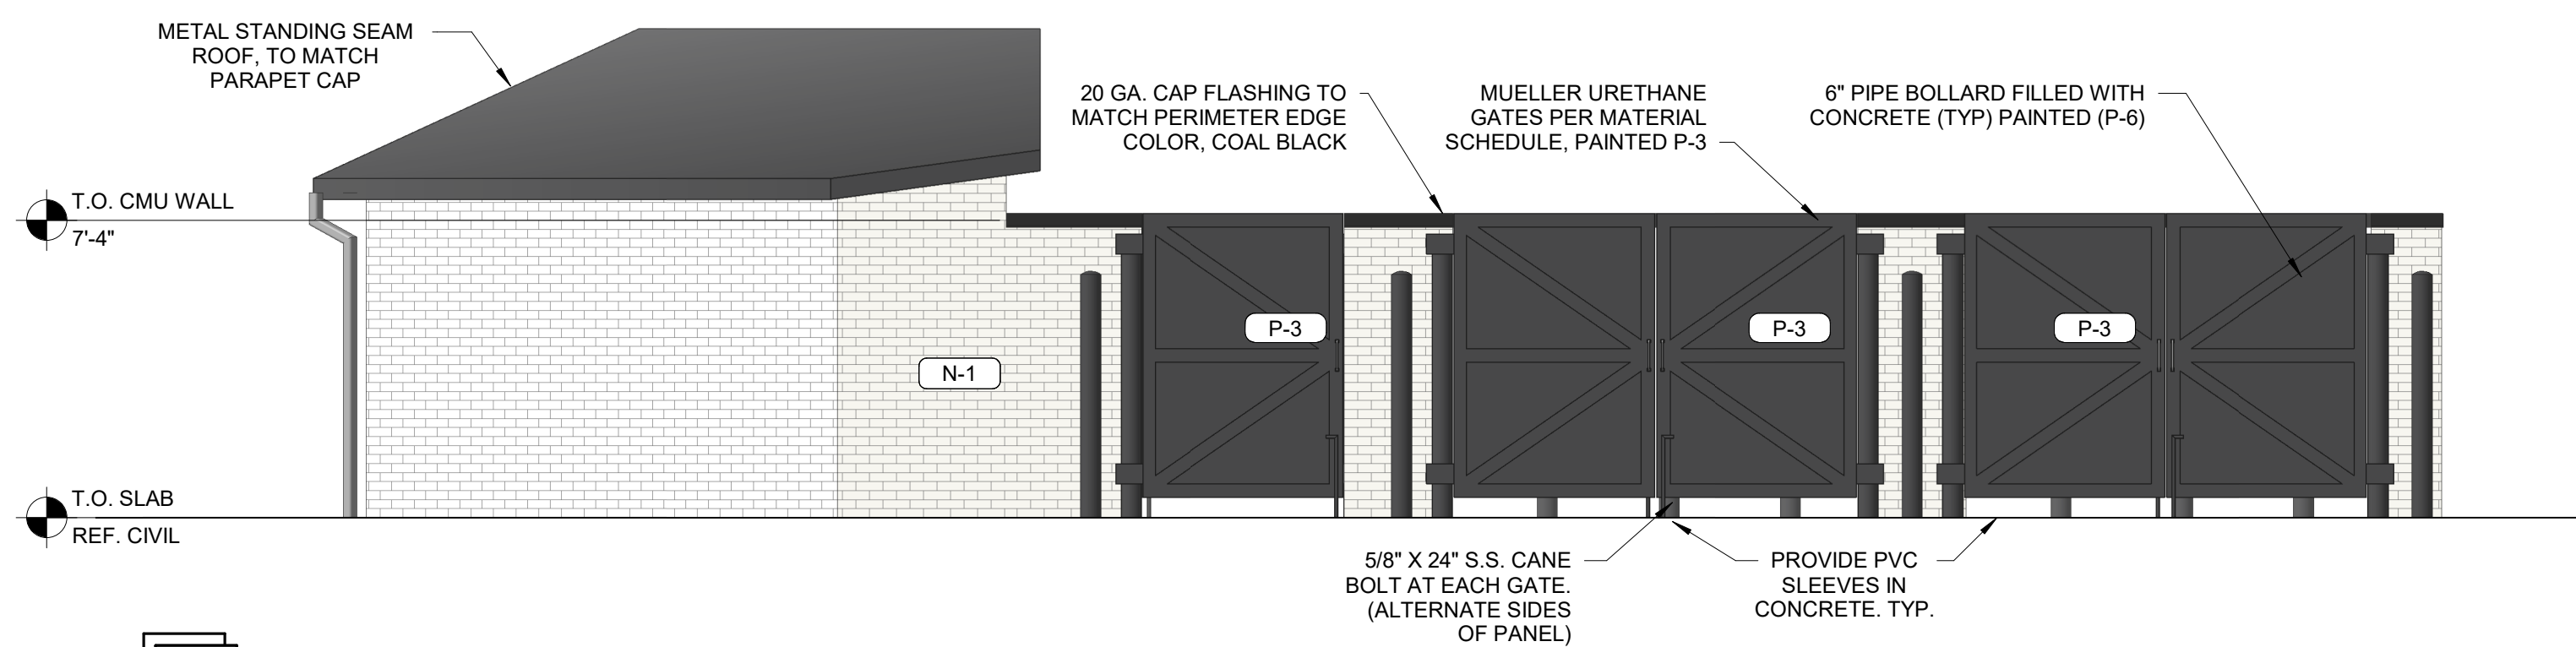 METAL STANDING SEAM
ROOF, TO MATCH
PARAPET CAP
20 GA. CAP FLASHING TO
MATCH PERIMETER EDGE
COLOR, COAL BLACK
MUELLER URETHANE
GATES PER MATERIAL
SCHEDULE, PAINTED P-3
6" PIPE BOLLARD FILLED WITH
CONCRETE (TYP) PAINTED (P-6)
T.O. CMU WALL
7'-4"
P-3
P-3
P-3
N-1
T.O. SLAB
REF. CIVIL
5/8" X 24" S.S. CANE
BOLT AT EACH GATE.
(ALTERNATE SIDES
OF PANEL)
PROVIDE PVC
SLEEVES IN
CONCRETE. TYP.